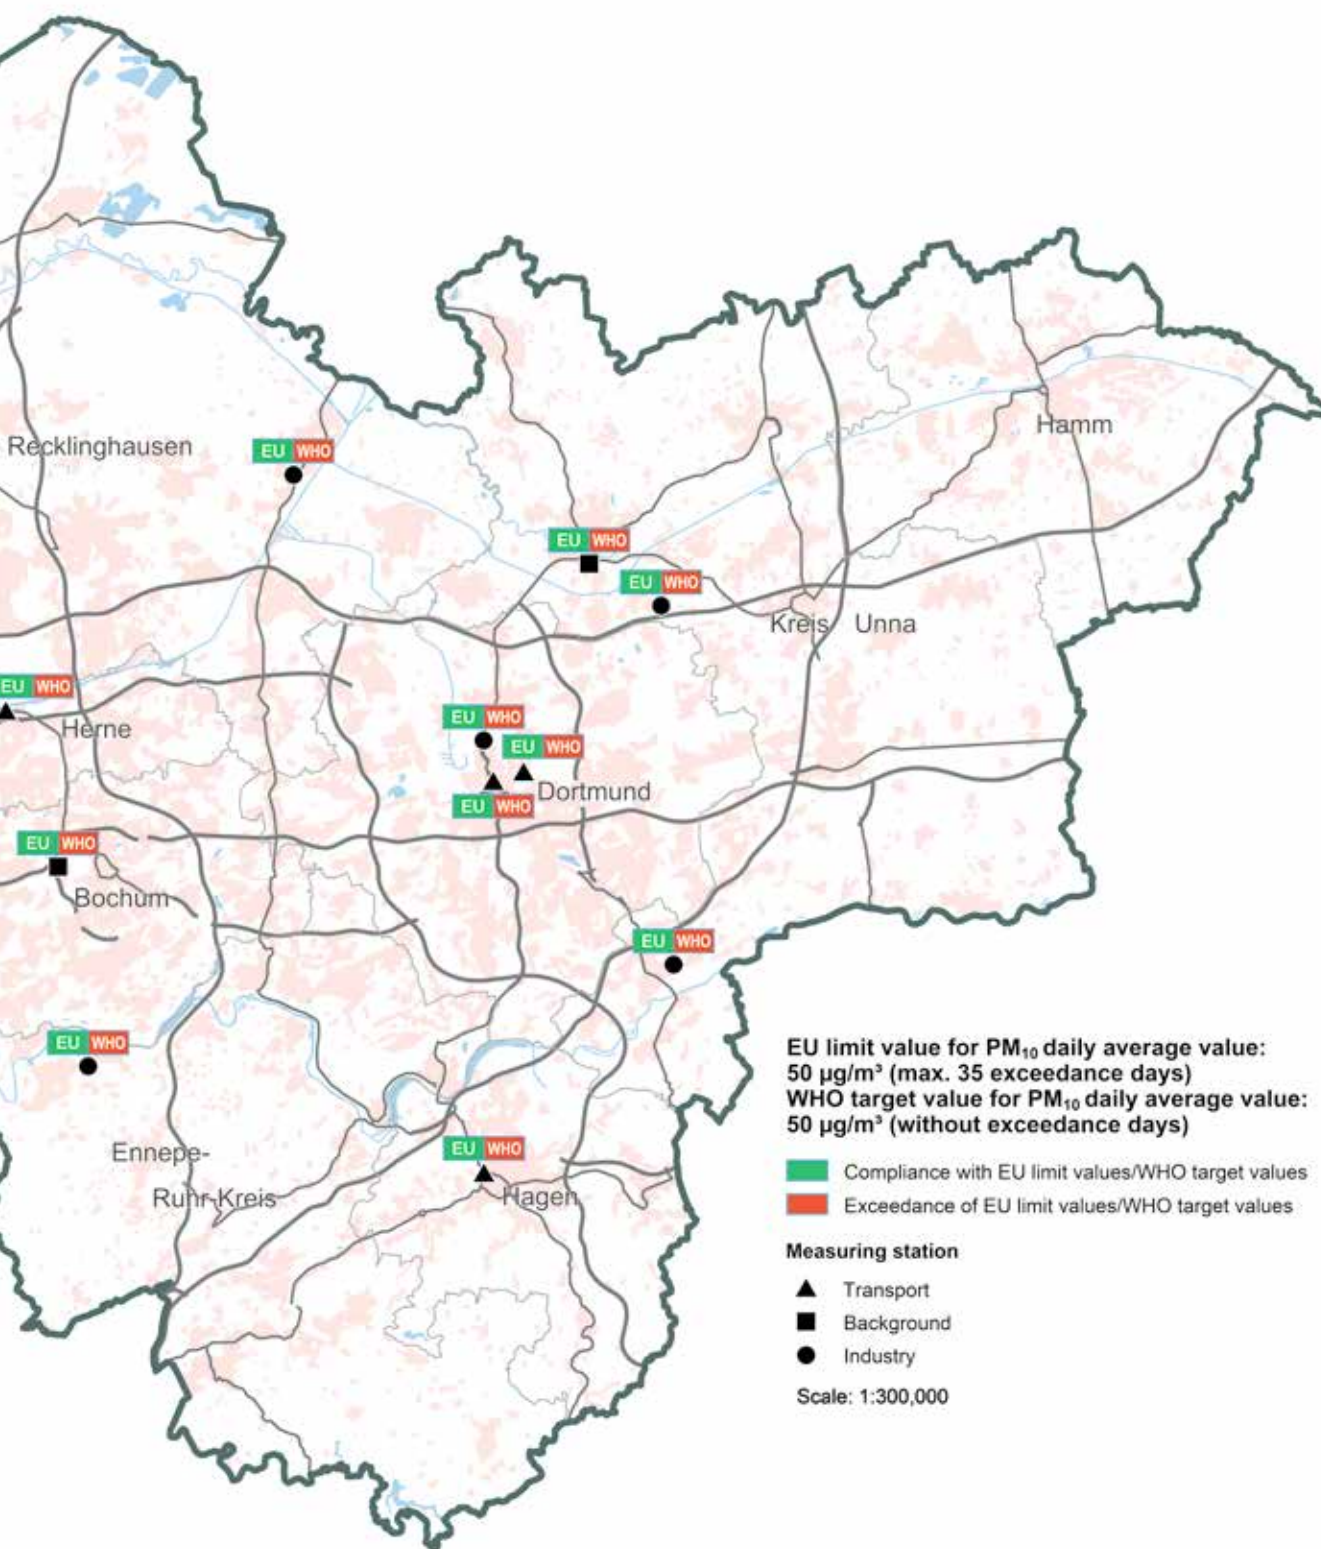 Recklinghausen
EU WHO
Hamm
EU WHO
EU WHO
Kreis Unna
EU WHO
Herne
EU WHO
EU WHO
Dortmund
EU WHO
EU WHO
Bochum
EU WHO
EU WHO
EU WHO
Ennepe-
Ruhr-Kreis
Hagen
EU limit value for PM₁₀ daily average value:
50 µg/m³ (max. 35 exceedance days)
WHO target value for PM₁₀ daily average value:
50 µg/m³ (without exceedance days)
Compliance with EU limit values/WHO target values
Exceedance of EU limit values/WHO target values
Measuring station
Transport
Background
Industry
Scale: 1:300,000